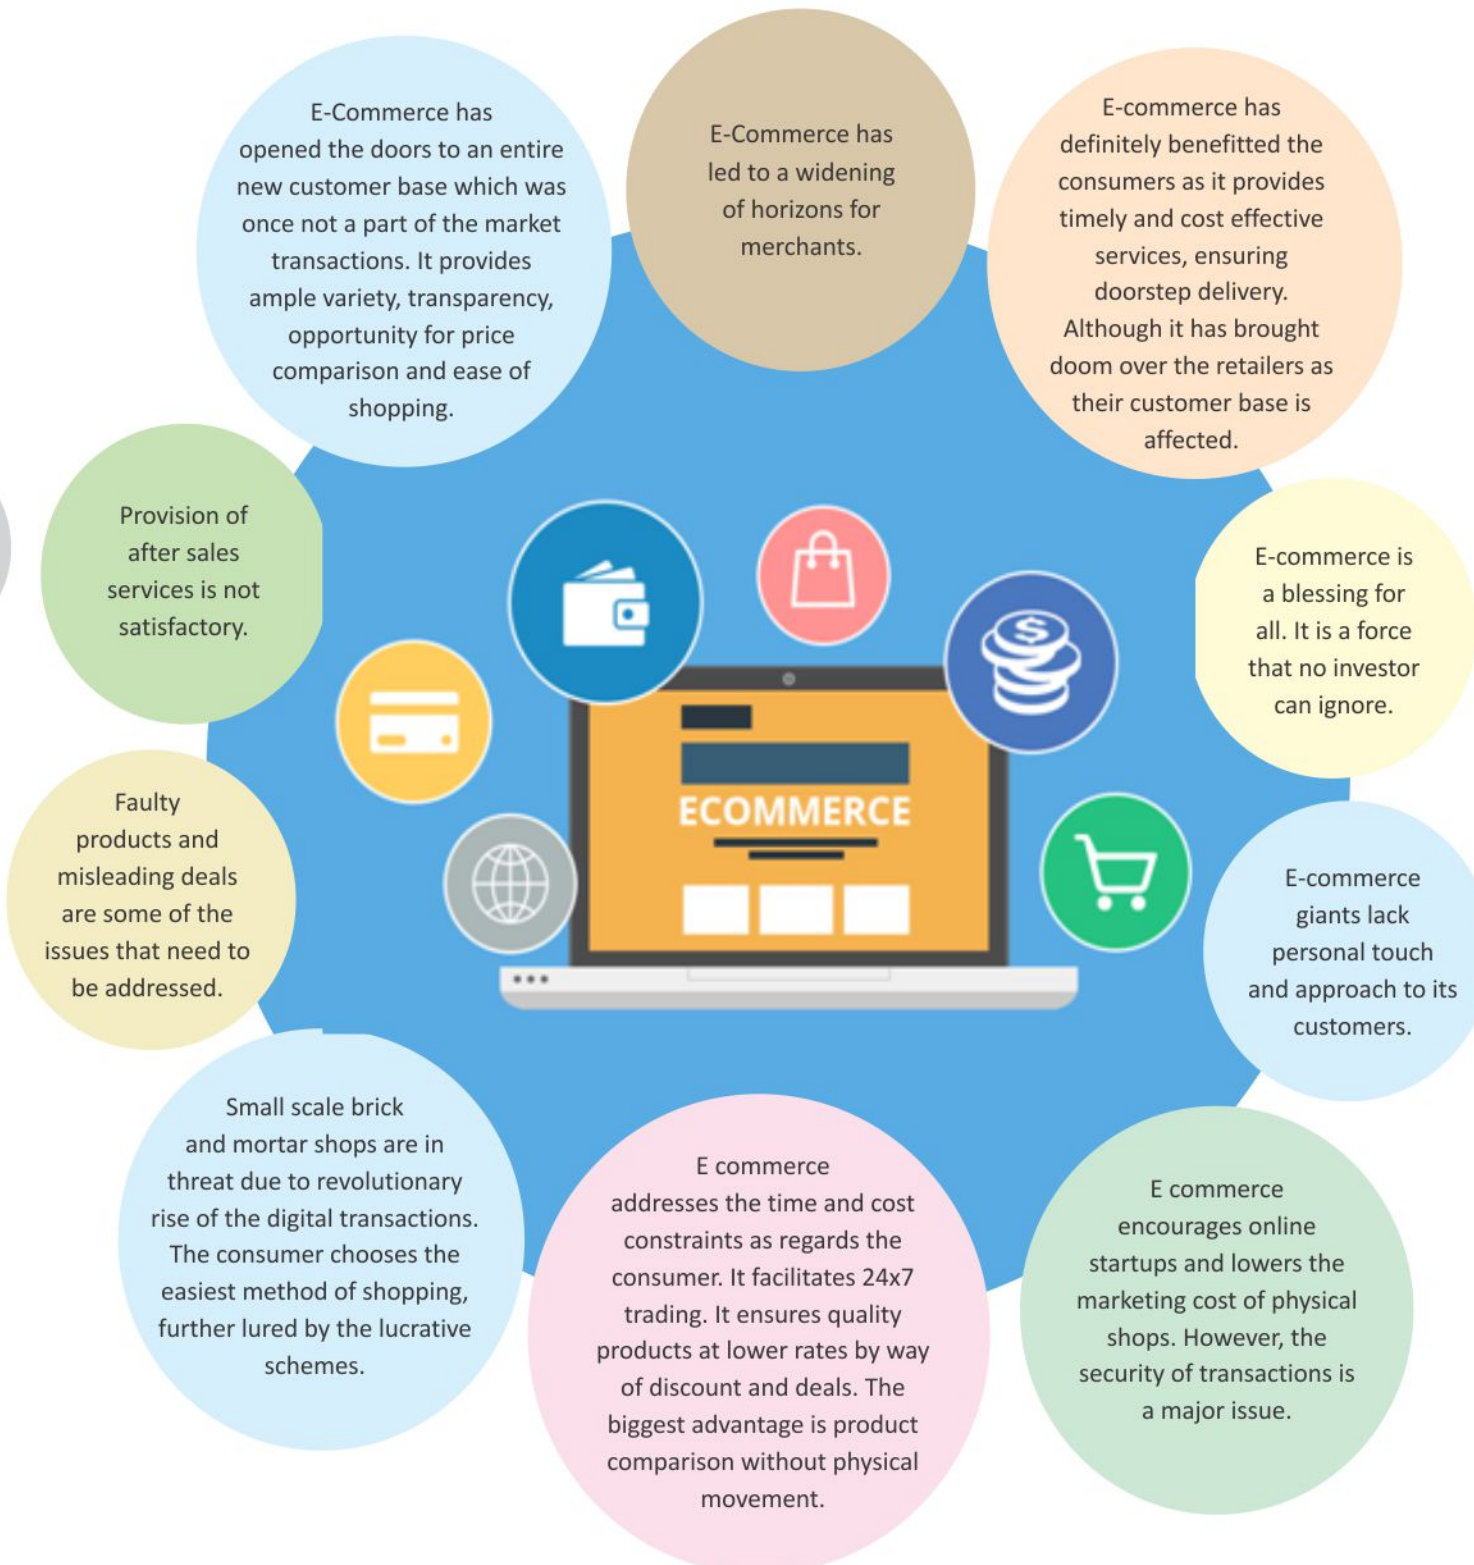 E-Commerce has
opened the doors to an entire
new customer base which was
once not a part of the market
transactions. It provides
ample variety, transparency,
opportunity for price
comparison and ease of
shopping.
E-Commerce has
led to a widening
of horizons for
merchants.
E-commerce has
definitely benefitted the
consumers as it provides
timely and cost effective
services, ensuring
doorstep delivery.
Although it has brought
doom over the retailers as
their customer base is
affected.
Provision of
after sales
services is not
satisfactory.
E-commerce is
a blessing for
all. It is a force
that no investor
can ignore.
$
ECOMMERCE
Faulty
products and
misleading deals
are some of the
issues that need to
be addressed.
E-commerce
giants lack
personal touch
and approach to its
customers.
Small scale brick
and mortar shops are in
threat due to revolutionary
rise of the digital transactions.
The consumer chooses the
easiest method of shopping,
further lured by the lucrative
schemes.
E commerce
addresses the time and cost
constraints as regards the
consumer. It facilitates 24x7
trading. It ensures quality
products at lower rates by way
of discount and deals. The
biggest advantage is product
comparison without physical
movement.
E commerce
encourages online
startups and lowers the
marketing cost of physical
shops. However, the
security of transactions is
a major issue.